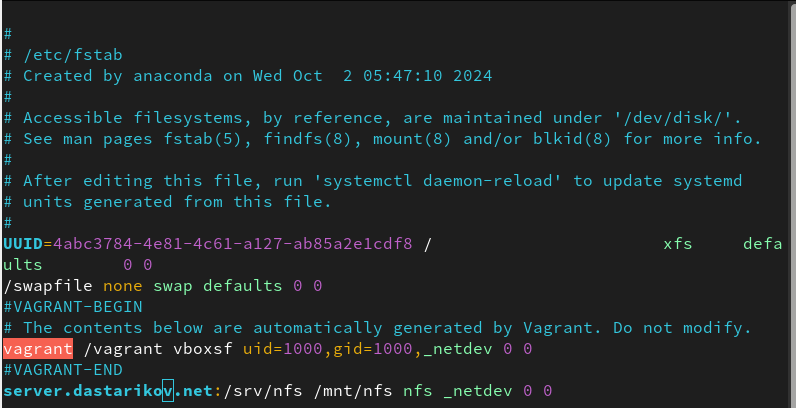 #
# /etc/fstab
# Created by anaconda on Wed Oct  2 05:47:10 2024
#
# Accessible filesystems, by reference, are maintained under '/dev/disk/'.
# See man pages fstab(5), findfs(8), mount(8) and/or blkid(8) for more info.
#
# After editing this file, run 'systemctl daemon-reload' to update systemd
# units generated from this file.
#
UUID=4abc3784-4e81-4c61-a127-ab85a2e1cdf8 /                       xfs     defa
ults        0 0
/swapfile none swap defaults 0 0
#VAGRANT-BEGIN
# The contents below are automatically generated by Vagrant. Do not modify.
vagrant /vagrant vboxsf uid=1000,gid=1000,_netdev 0 0
#VAGRANT-END
server.dastarikov.net:/srv/nfs /mnt/nfs nfs _netdev 0 0